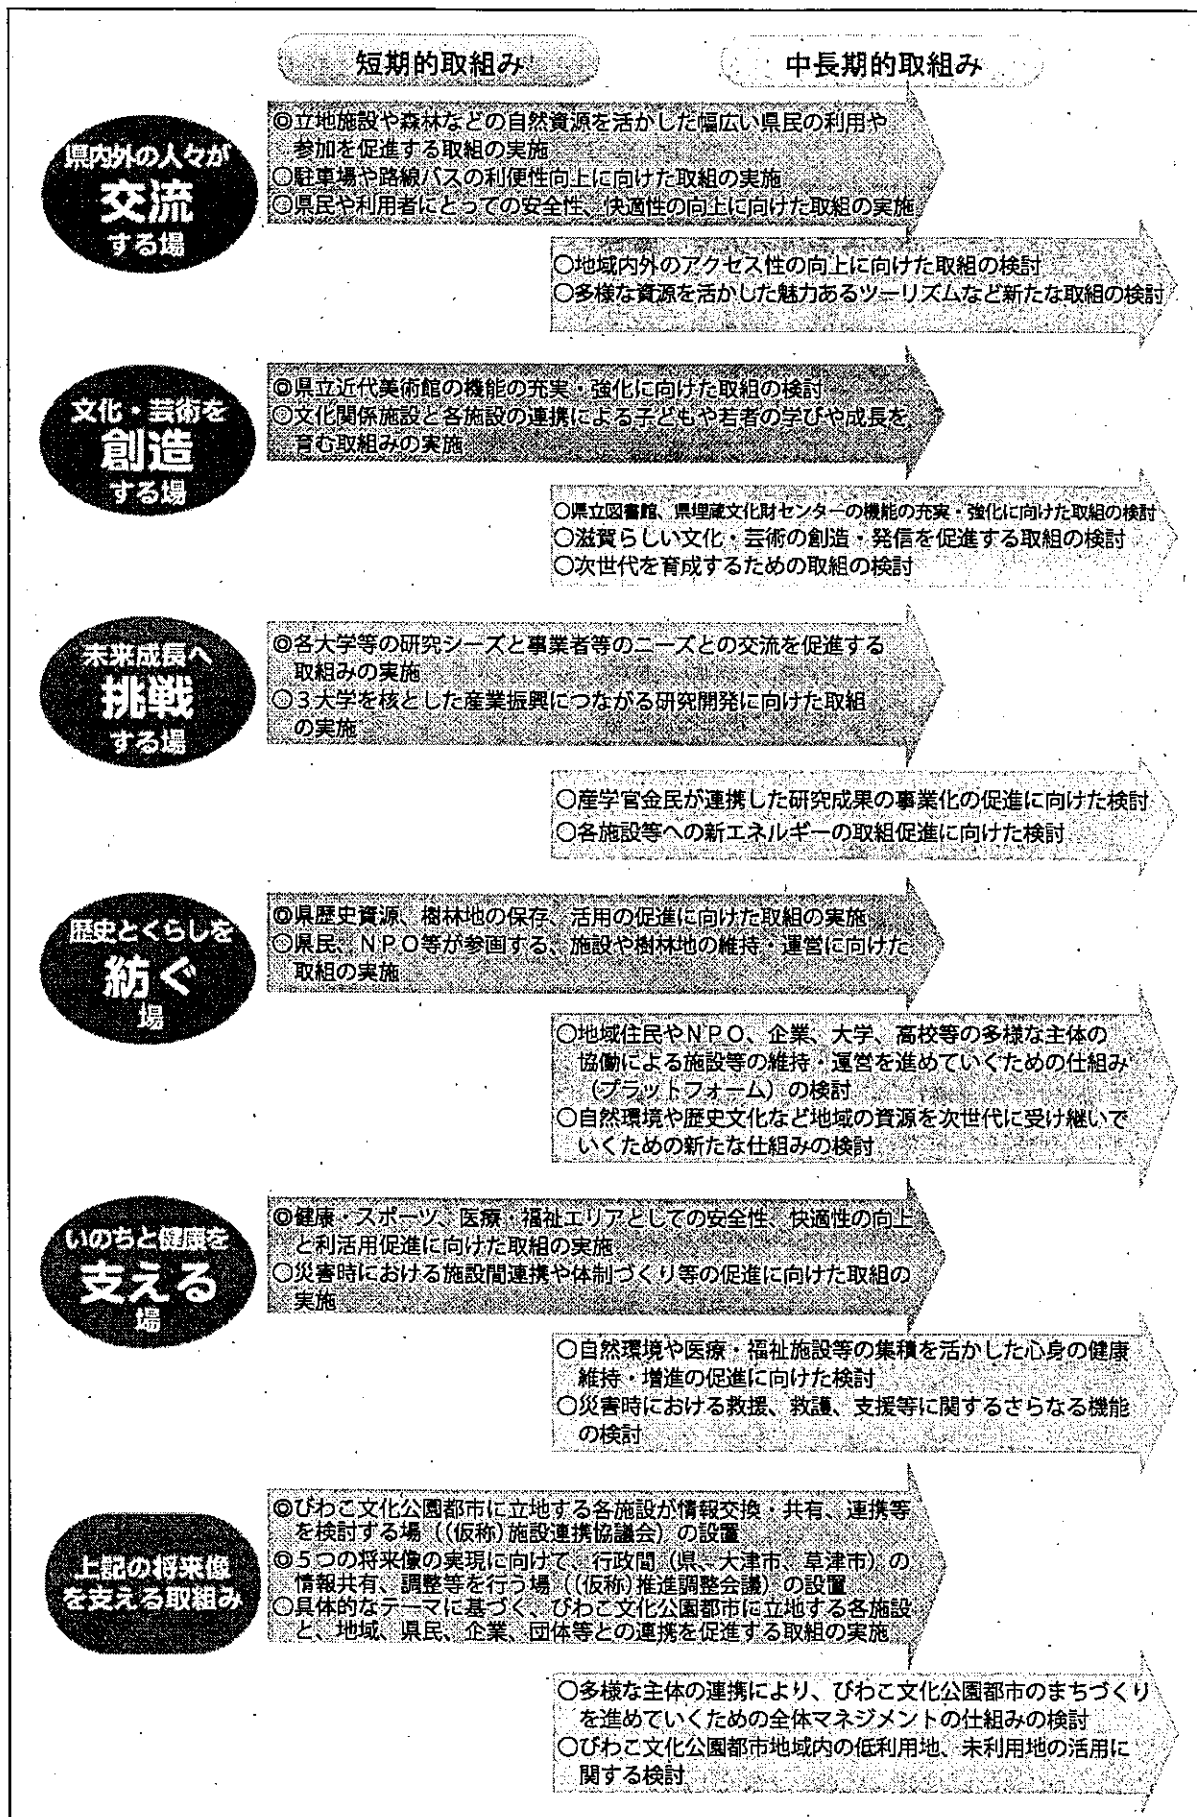 短期的取組み
中長期的取組み
県内外の人々が
交流
する場
◎立地施設や森林などの自然資源を活かした幅広い県民の利用や
参加を促進する取組の実施
○駐車場や路線バスの利便性向上に向けた取組の実施
○県民や利用者にとっての安全性、快適性の向上に向けた取組の実施
○地域内外のアクセス性の向上に向けた取組の検討
○多様な資源を活かした魅力あるツーリズムなど新たな取組の検討
文化・芸術を
創造
する場
◎県立近代美術館の機能の充実・強化に向けた取組の検討
○文化関係施設と各施設の連携による子どもや若者の学びや成長を
育む取組みの実施
○県立図書館、県埋蔵文化財センターの機能の充実・強化に向けた取組の検討
○滋賀らしい文化・芸術の創造・発信を促進する取組の検討
○次世代を育成するための取組の検討
未来成長へ
挑戦
する場
◎各大学等の研究シーズと事業者等のニーズとの交流を促進する
取組みの実施
○３大学を核とした産業振興につながる研究開発に向けた取組
の実施
○産学官金民が連携した研究成果の事業化の促進に向けた検討
○各施設等への新エネルギーの取組促進に向けた検討
歴史とくらしを
紡ぐ
場
◎県歴史資源、樹林地の保存、活用の促進に向けた取組の実施
○県民、ＮＰＯ等が参画する、施設や樹林地の維持・運営に向けた
取組の実施
○地域住民やＮＰＯ、企業、大学、高校等の多様な主体の
協働による施設等の維持・運営を進めていくための仕組み
（プラットフォーム）の検討
○自然環境や歴史文化など地域の資源を次世代に受け継いで
いくための新たな仕組みの検討
いのちと健康を
支える
場
◎健康・スポーツ、医療・福祉エリアとしての安全性、快適性の向上
と利活用促進に向けた取組の実施
○災害時における施設間連携や体制づくり等の促進に向けた取組の
実施
○自然環境や医療・福祉施設等の集積を活かした心身の健康
維持・増進の促進に向けた検討
○災害時における救援、救護、支援等に関するさらなる機能
の検討
上記の将来像
を支える取組み
◎びわこ文化公園都市に立地する各施設が情報交換・共有、連携等
を検討する場（(仮称)施設連携協議会）の設置
◎５つの将来像の実現に向けて、行政間（県、大津市、草津市）の
情報共有、調整等を行う場（(仮称)推進調整会議）の設置
○具体的なテーマに基づく、びわこ文化公園都市に立地する各施設
と、地域、県民、企業、団体等との連携を促進する取組の実施
○多様な主体の連携により、びわこ文化公園都市のまちづくり
を進めていくための全体マネジメントの仕組みの検討
○びわこ文化公園都市地域内の低利用地、未利用地の活用に
関する検討